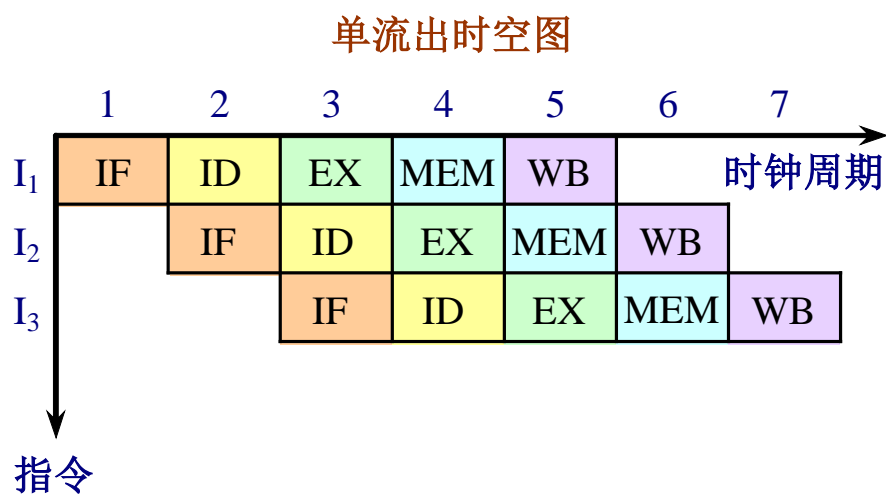 单流出时空图
1 2 3 4 5 6 7
I₁ IF ID EX MEM WB 时钟周期
I₂ IF ID EX MEM WB
I₃ IF ID EX MEM WB
指令